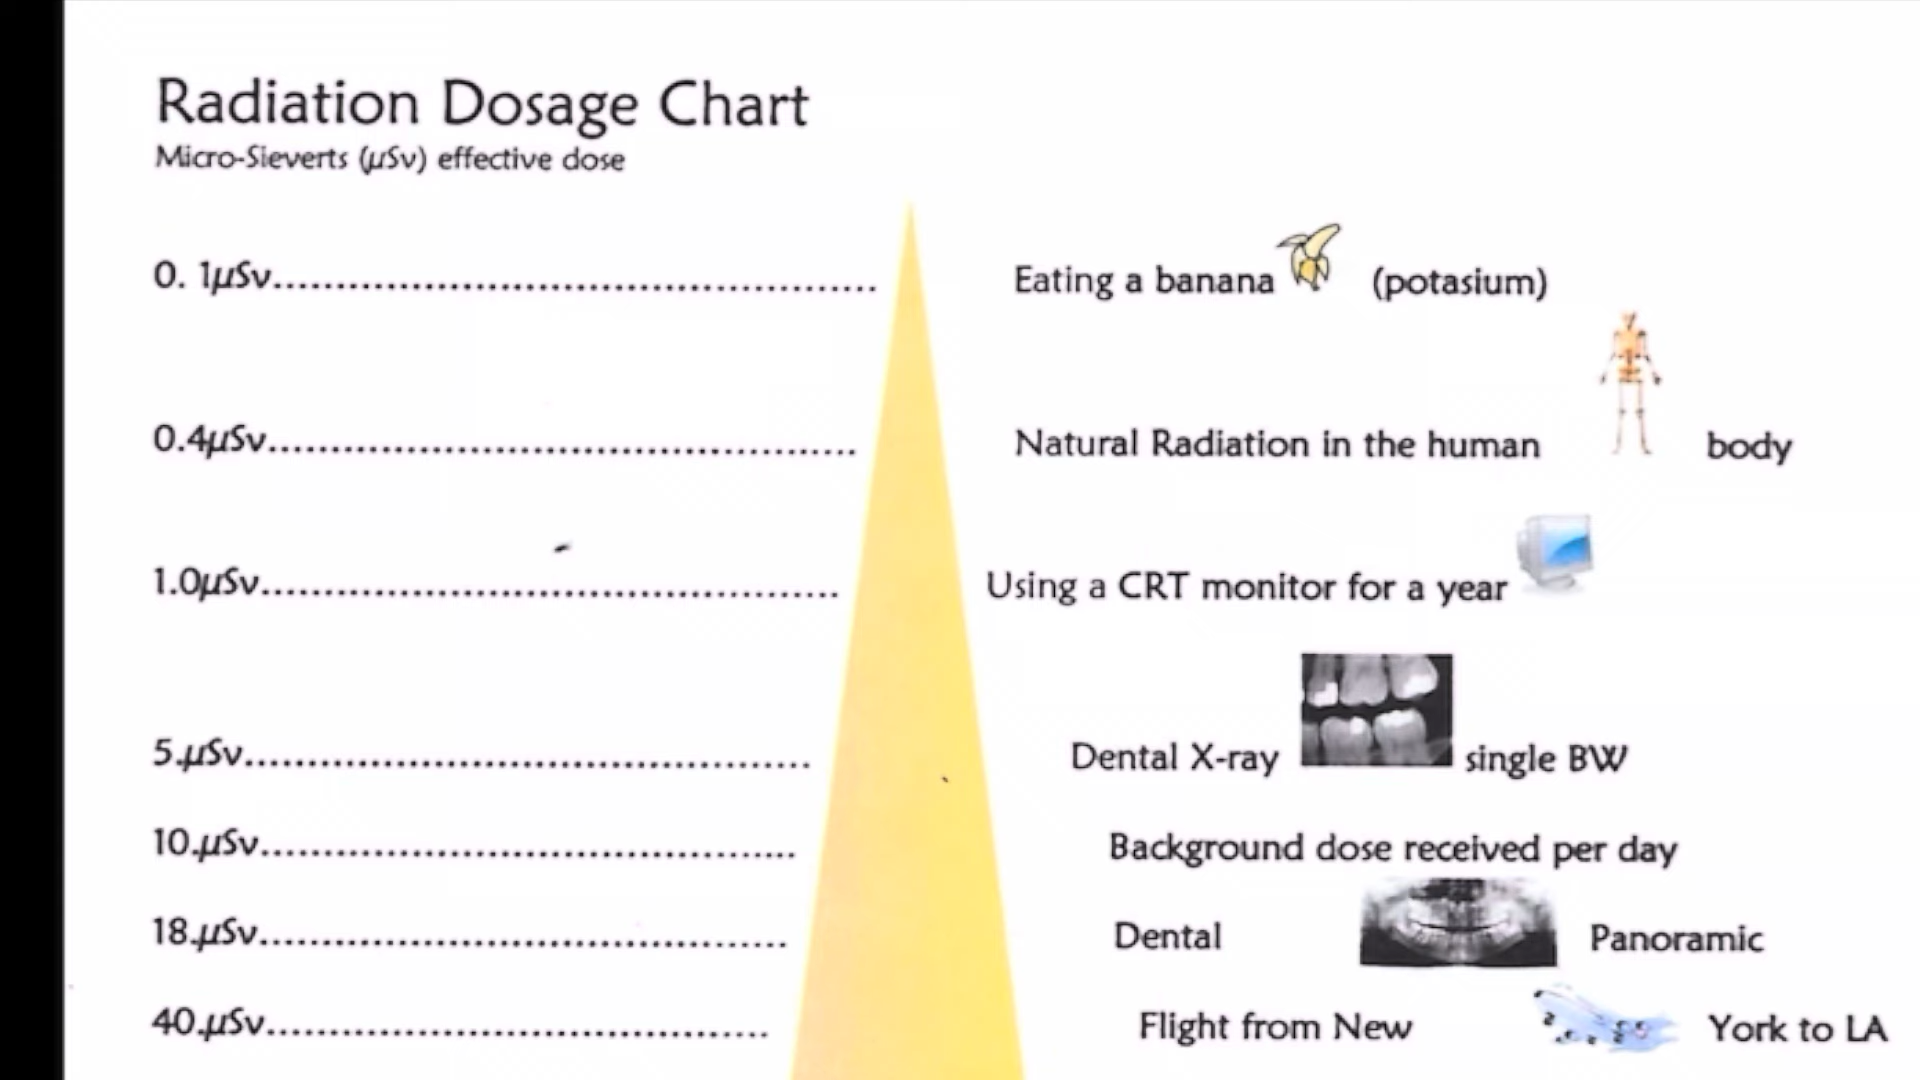 Radiation Dosage Chart
Micro-Sieverts (µSv) effective dose
0. 1µSv..................................... Eating a banana (potasium)
0.4µSv..................................... Natural Radiation in the human body
1.0µSv..................................... Using a CRT monitor for a year
5.µSv..................................... Dental X-ray single BW
10.µSv..................................... Background dose received per day
18.µSv..................................... Dental Panoramic
40.µSv..................................... Flight from New York to LA